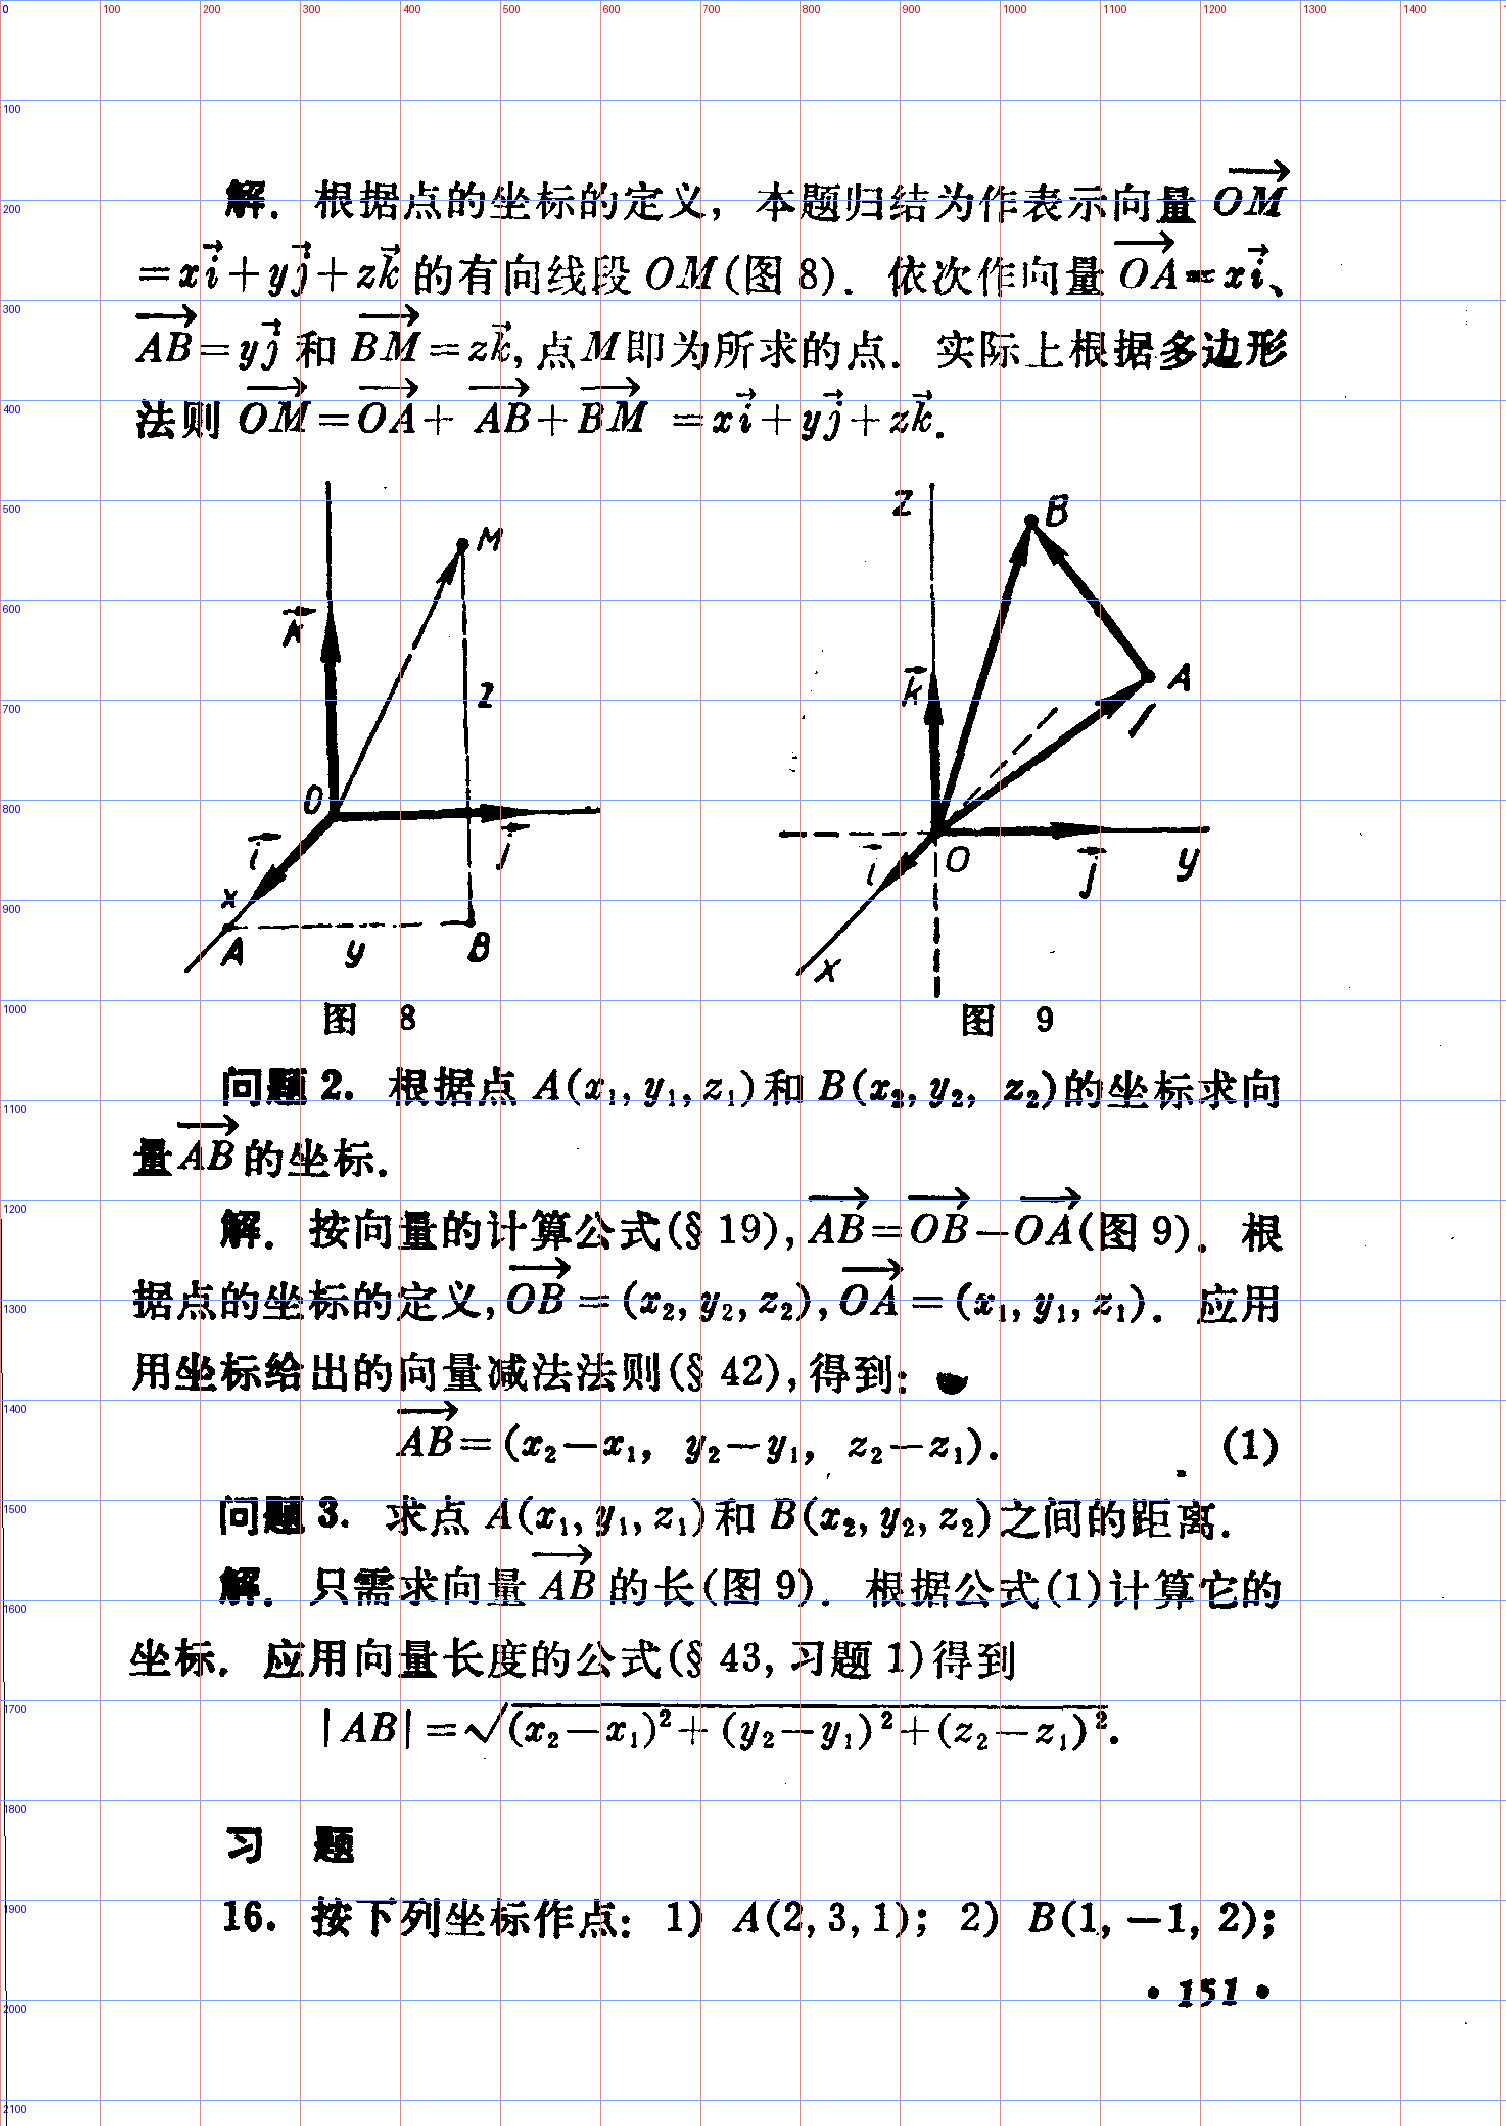 解. 根据点的坐标的定义, 本题归结为作表示向量 $\overrightarrow{OM}$
$=x\vec{i}+y\vec{j}+z\vec{k}$ 的有向线段 OM(图 8). 依次作向量 $\overrightarrow{OA}=x\vec{i}$、
$\overrightarrow{AB}=y\vec{j}$ 和 $\overrightarrow{BM}=z\vec{k}$, 点 M 即为所求的点. 实际上根据多边形
法则 $\overrightarrow{OM}=\overrightarrow{OA}+\overrightarrow{AB}+\overrightarrow{BM}=x\vec{i}+y\vec{j}+z\vec{k}$.
M
$\vec{k}$
z
O
$\vec{i}$
$\vec{j}$
x
A
y
B
图 8
z
B
A
$\vec{k}$
O
$\vec{i}$
$\vec{j}$
y
x
图 9
问题 2. 根据点 $A(x_1, y_1, z_1)$ 和 $B(x_2, y_2, z_2)$ 的坐标求向
量 $\overrightarrow{AB}$ 的坐标.
解. 按向量的计算公式(§ 19), $\overrightarrow{AB}=\overrightarrow{OB}-\overrightarrow{OA}$(图 9). 根
据点的坐标的定义, $\overrightarrow{OB}=(x_2, y_2, z_2)$, $\overrightarrow{OA}=(x_1, y_1, z_1)$. 应用
用坐标给出的向量减法法则(§ 42), 得到:
$\overrightarrow{AB}=(x_2-x_1, y_2-y_1, z_2-z_1)$. (1)
问题 3. 求点 $A(x_1, y_1, z_1)$ 和 $B(x_2, y_2, z_2)$ 之间的距离.
解. 只需求向量 $\overrightarrow{AB}$ 的长(图 9). 根据公式(1)计算它的
坐标. 应用向量长度的公式(§ 43, 习题 1)得到
$|AB|=\sqrt{(x_2-x_1)^2+(y_2-y_1)^2+(z_2-z_1)^2}$.
习 题
16. 按下列坐标作点: 1) A(2, 3, 1); 2) B(1, −1, 2);
• 151 •